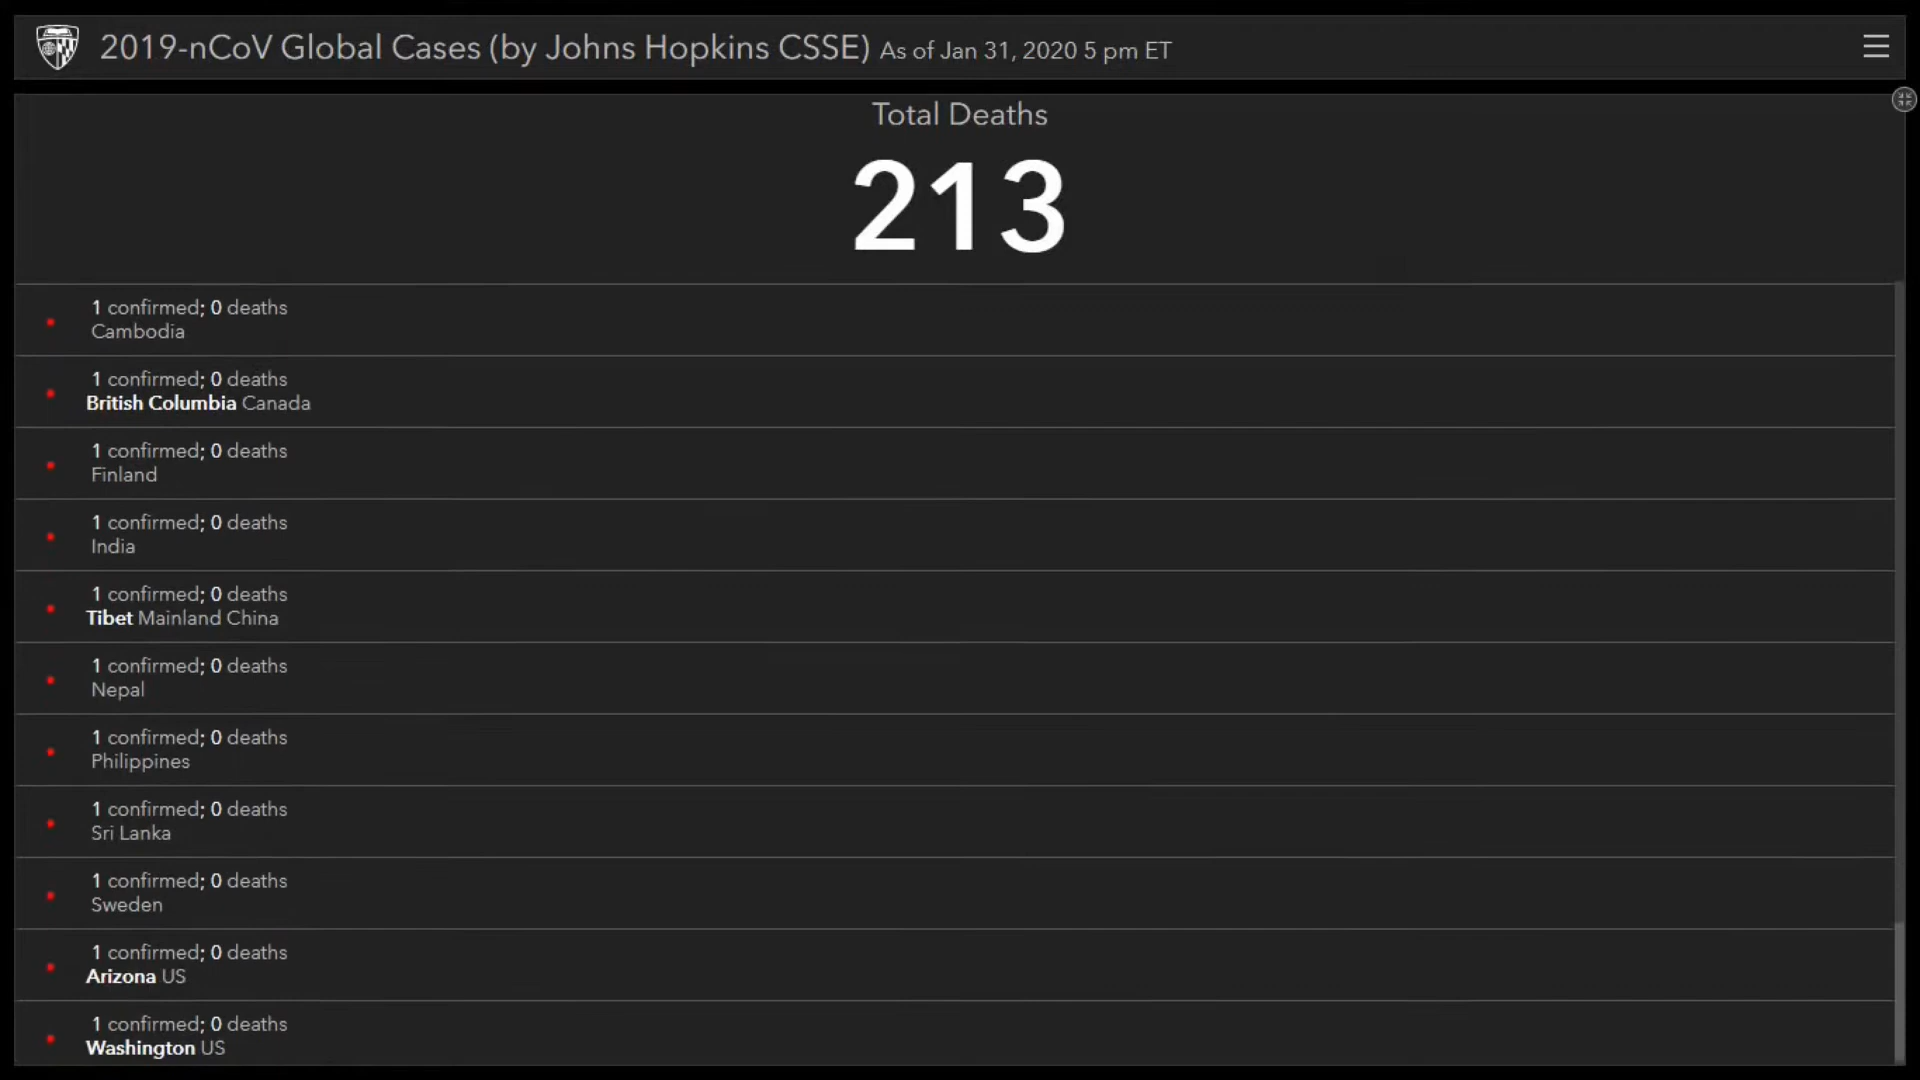 2019-nCoV Global Cases (by Johns Hopkins CSSE) As of Jan 31, 2020 5 pm ET
Total Deaths
213
1 confirmed; 0 deaths
Cambodia
1 confirmed; 0 deaths
British Columbia Canada
1 confirmed; 0 deaths
Finland
1 confirmed; 0 deaths
India
1 confirmed; 0 deaths
Tibet Mainland China
1 confirmed; 0 deaths
Nepal
1 confirmed; 0 deaths
Philippines
1 confirmed; 0 deaths
Sri Lanka
1 confirmed; 0 deaths
Sweden
1 confirmed; 0 deaths
Arizona US
1 confirmed; 0 deaths
Washington US